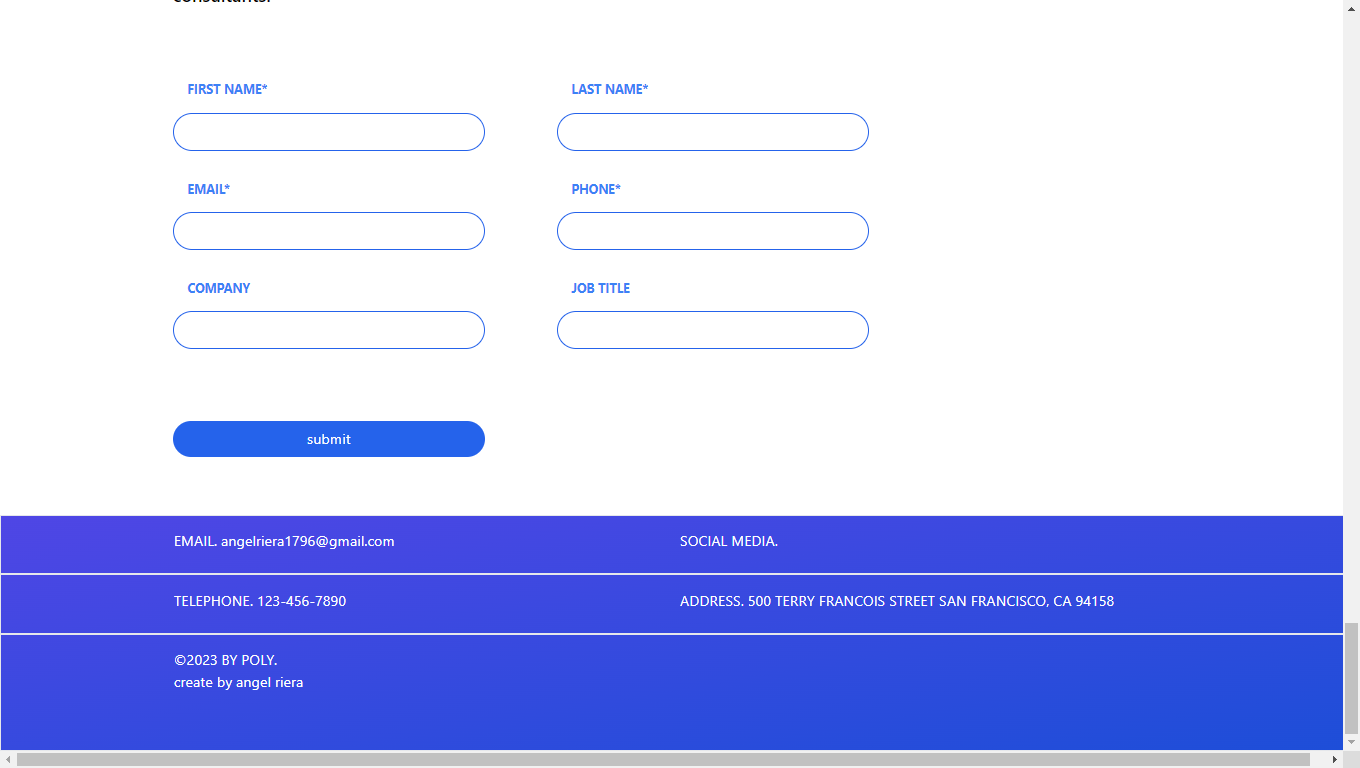 consultants.
FIRST NAME*
LAST NAME*
EMAIL*
PHONE*
COMPANY
JOB TITLE
submit
EMAIL. angelriera1796@gmail.com
SOCIAL MEDIA.
TELEPHONE. 123-456-7890
ADDRESS. 500 TERRY FRANCOIS STREET SAN FRANCISCO, CA 94158
©2023 BY POLY.
create by angel riera